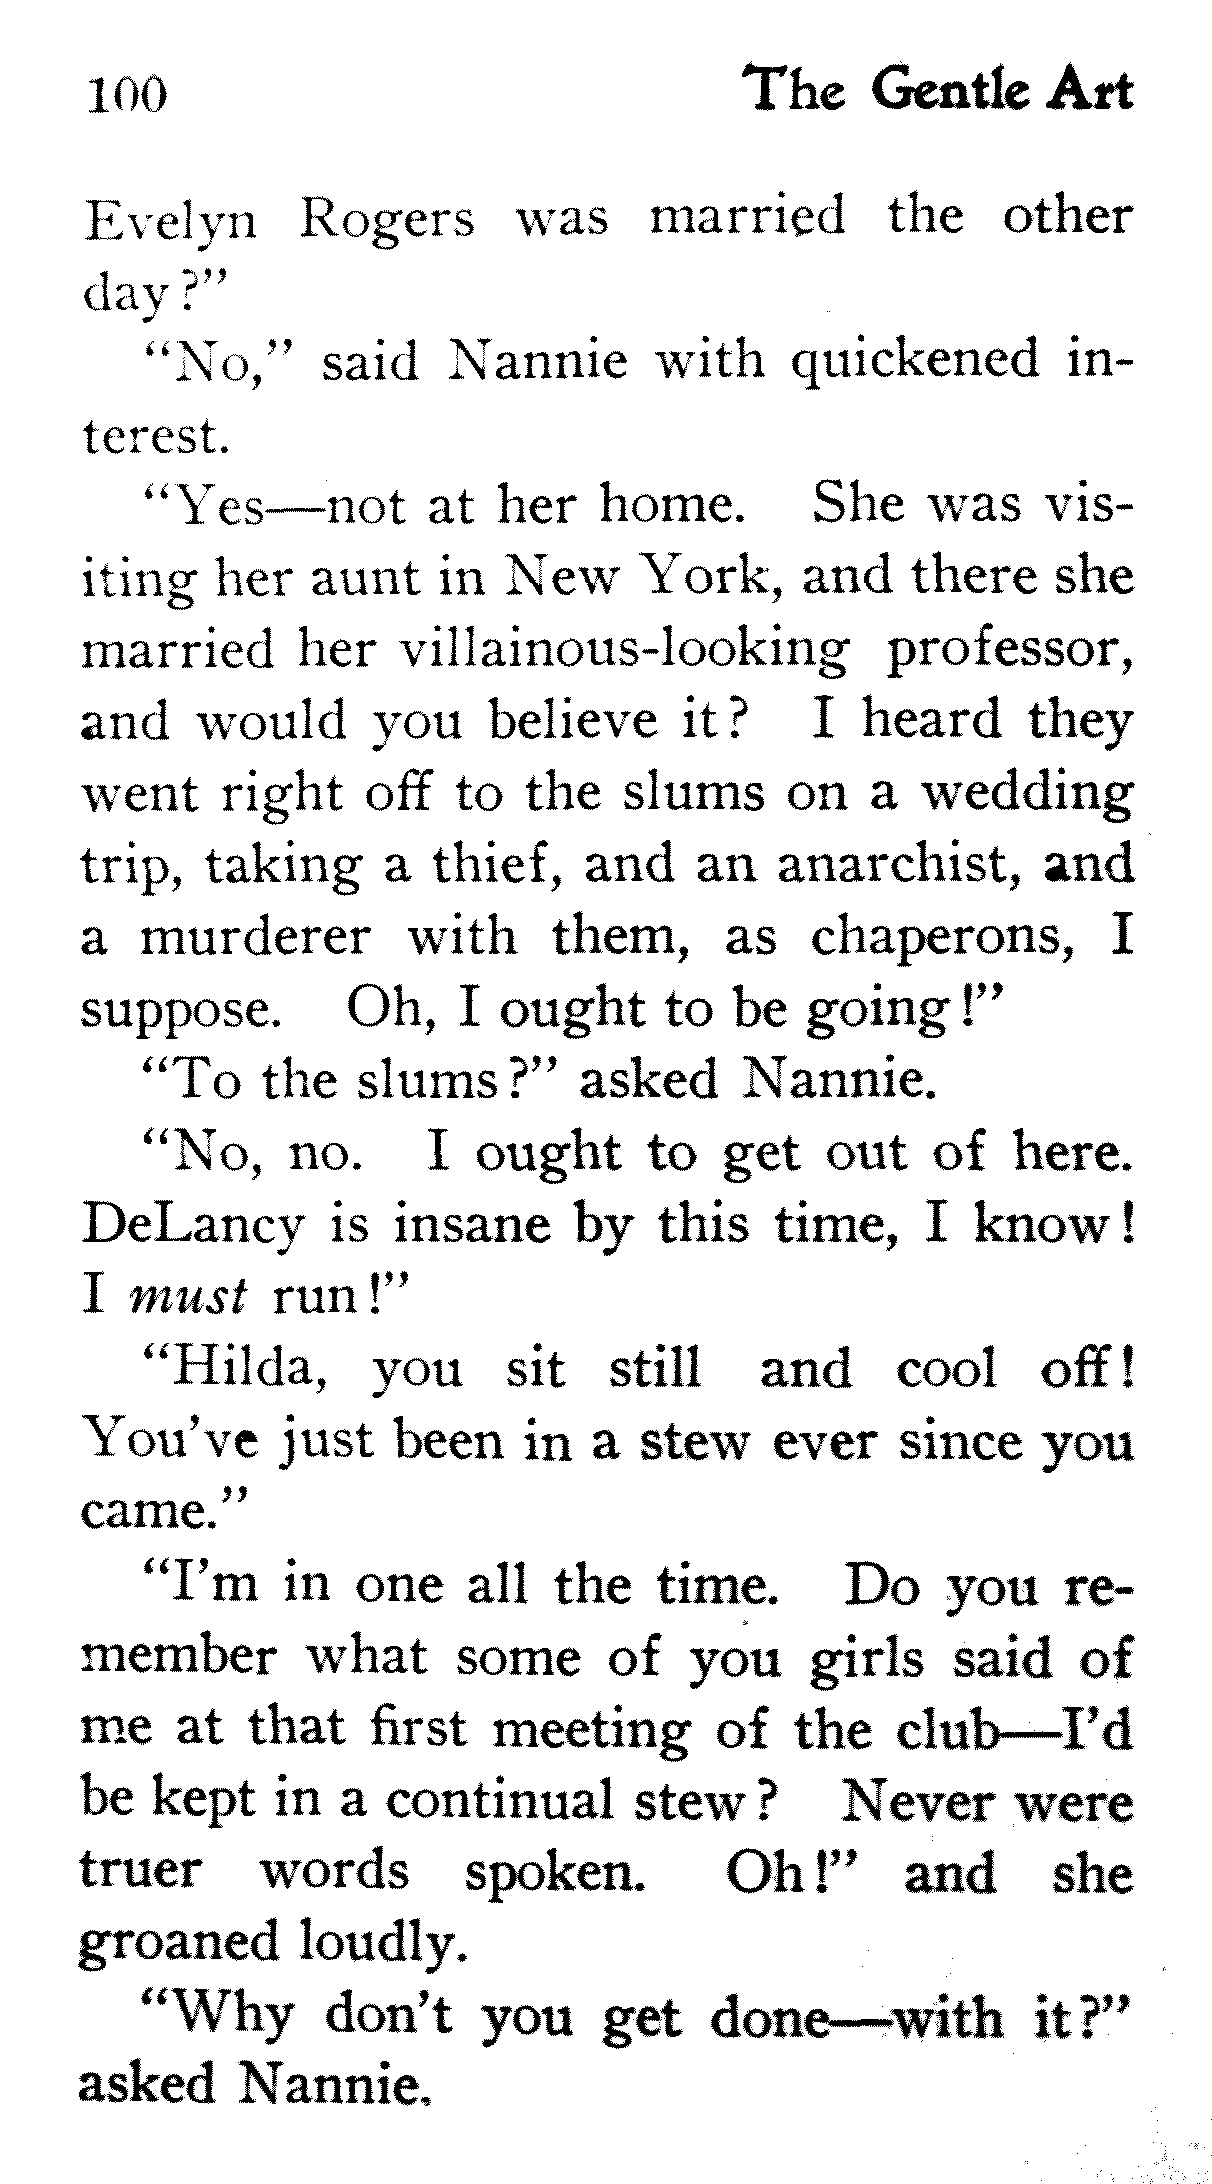 100 The Gentle Art
Evelyn Rogers was married the other
day?"
"No," said Nannie with quickened in-
terest.
"Yes—not at her home. She was vis-
iting her aunt in New York, and there she
married her villainous-looking professor,
and would you believe it? I heard they
went right off to the slums on a wedding
trip, taking a thief, and an anarchist, and
a murderer with them, as chaperons, I
suppose. Oh, I ought to be going!"
"To the slums?" asked Nannie.
"No, no. I ought to get out of here.
DeLancy is insane by this time, I know!
I must run!"
"Hilda, you sit still and cool off!
You've just been in a stew ever since you
came."
"I'm in one all the time. Do you re-
member what some of you girls said of
me at that first meeting of the club—I'd
be kept in a continual stew? Never were
truer words spoken. Oh!" and she
groaned loudly.
"Why don't you get done—with it?"
asked Nannie.